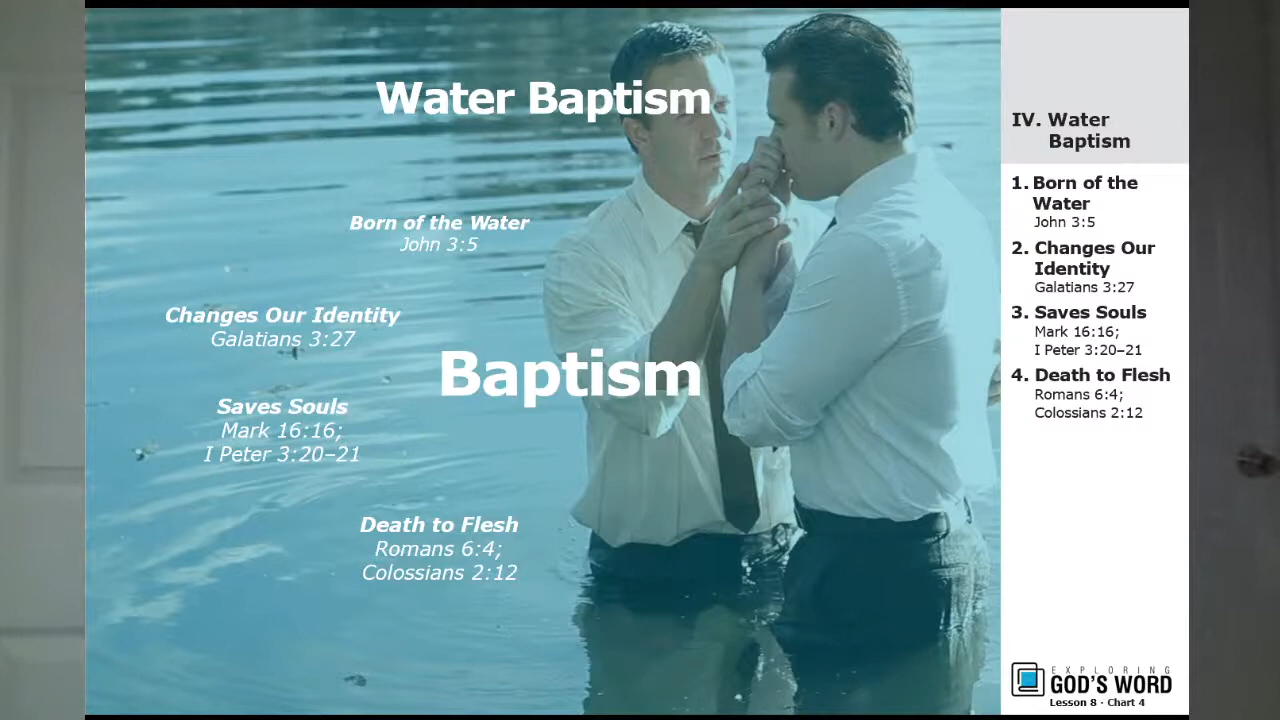 Water Baptism
Born of the Water
John 3:5
Changes Our Identity
Galatians 3:27
Baptism
Saves Souls
Mark 16:16;
I Peter 3:20–21
Death to Flesh
Romans 6:4;
Colossians 2:12
IV. Water
Baptism
1. Born of the
Water
John 3:5
2. Changes Our
Identity
Galatians 3:27
3. Saves Souls
Mark 16:16;
I Peter 3:20–21
4. Death to Flesh
Romans 6:4;
Colossians 2:12
EXPLORING
GOD'S WORD
Lesson 8 · Chart 4